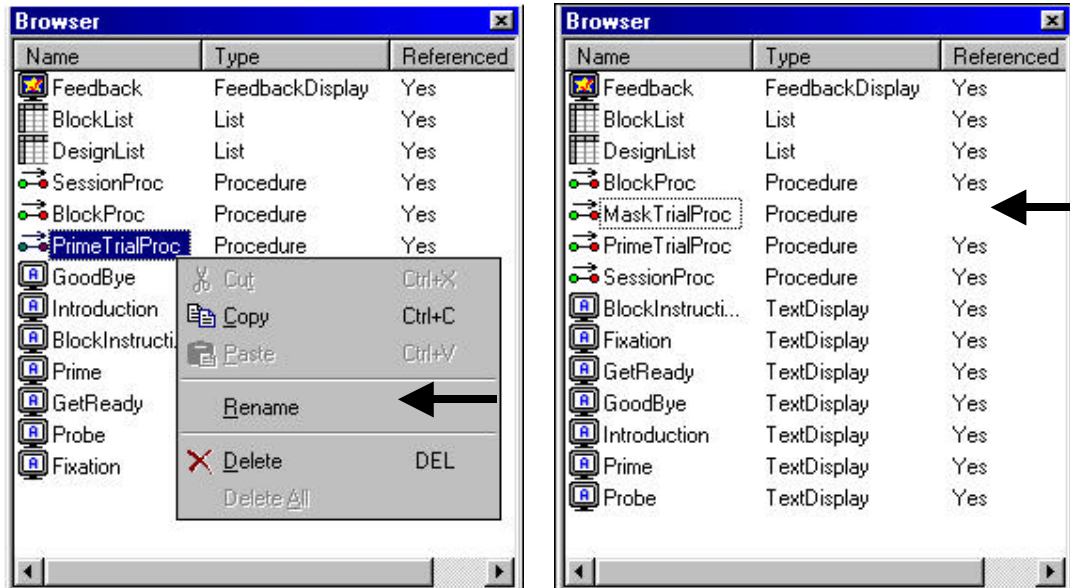 Browser
Name Type Referenced
Feedback FeedbackDisplay Yes
BlockList List Yes
DesignList List Yes
SessionProc Procedure Yes
BlockProc Procedure Yes
PrimeTrialProc Procedure Yes
GoodBye
Introduction
BlockInstructi.
Prime
GetReady
Probe
Fixation
Cut Ctrl+X
Copy Ctrl+C
Paste Ctrl+V
Rename
Delete DEL
Delete All
Browser
Name Type Referenced
Feedback FeedbackDisplay Yes
BlockList List Yes
DesignList List Yes
BlockProc Procedure Yes
MaskTrialProc Procedure
PrimeTrialProc Procedure Yes
SessionProc Procedure Yes
BlockInstructi... TextDisplay Yes
Fixation TextDisplay Yes
GetReady TextDisplay Yes
GoodBye TextDisplay Yes
Introduction TextDisplay Yes
Prime TextDisplay Yes
Probe TextDisplay Yes